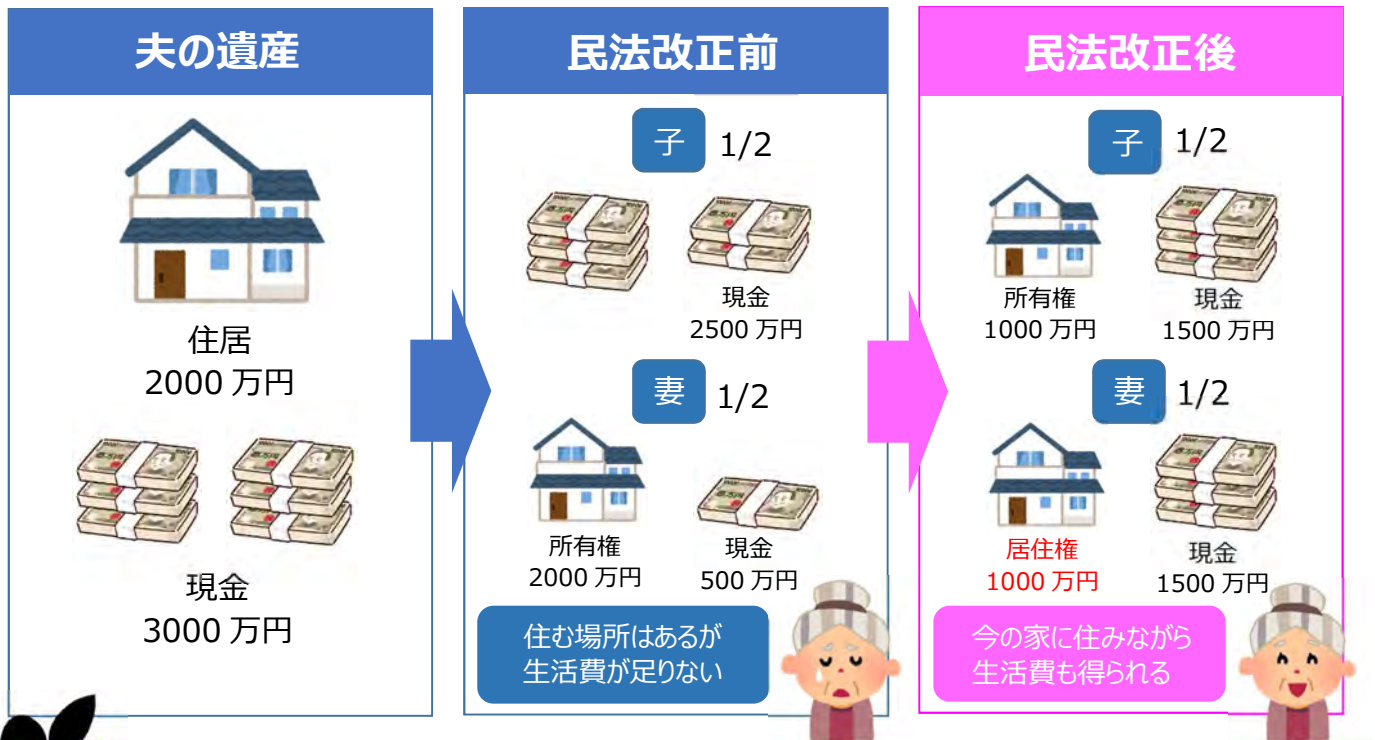 夫の遺産
住居
2000 万円
現金
3000 万円
民法改正前
子 1/2
現金
2500 万円
妻 1/2
所有権
2000 万円
現金
500 万円
住む場所はあるが
生活費が足りない
民法改正後
子 1/2
所有権
1000 万円
現金
1500 万円
妻 1/2
居住権
1000 万円
現金
1500 万円
今の家に住みながら
生活費も得られる